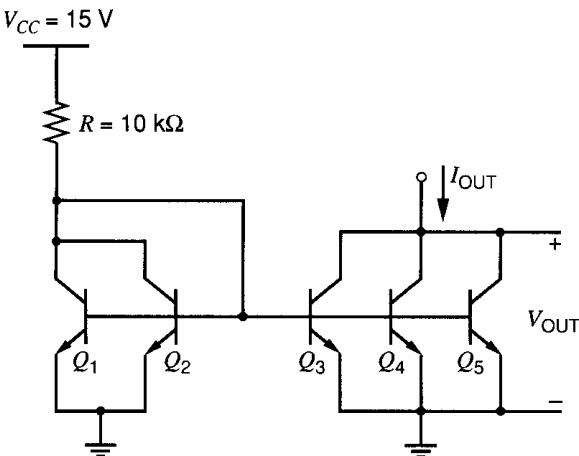 V_CC = 15 V
R = 10 kΩ
I_OUT
+
V_OUT
Q_1
Q_2
Q_3
Q_4
Q_5
−